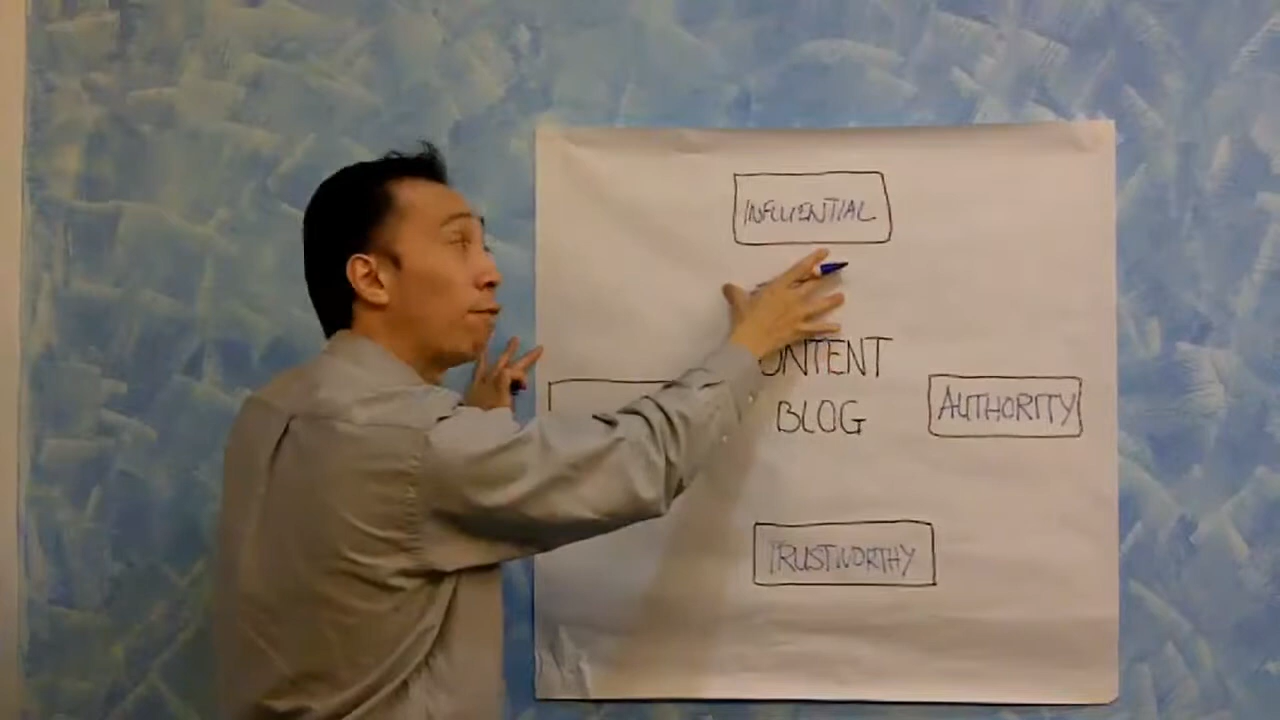 INFLUENTIAL
ONTENT
BLOG
AUTHORITY
TRUSTWORTHY